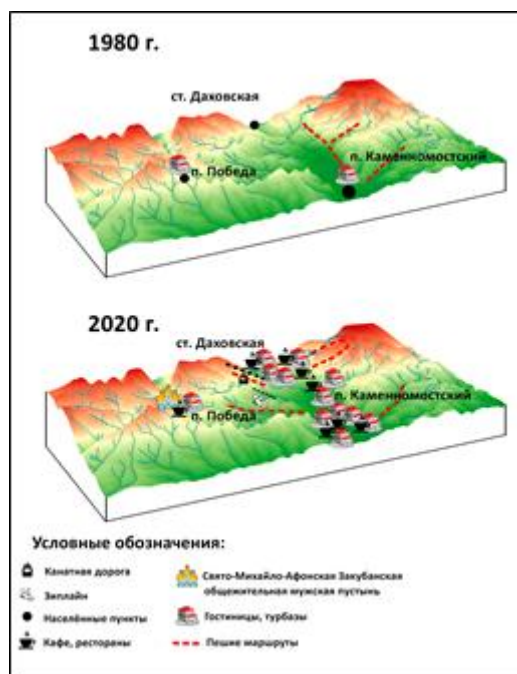 1980 г.
ст. Даховская
п. Каменномостский
п. Победа
2020 г.
ст. Даховская
п. Каменномостский
п. Победа
Условные обозначения:
Канатная дорога
Зиплайн
Населённые пункты
Кафе, рестораны
Свято-Михайло-Афонская Закубанская
общежительная мужская пустынь
Гостиницы, турбазы
Пешие маршруты